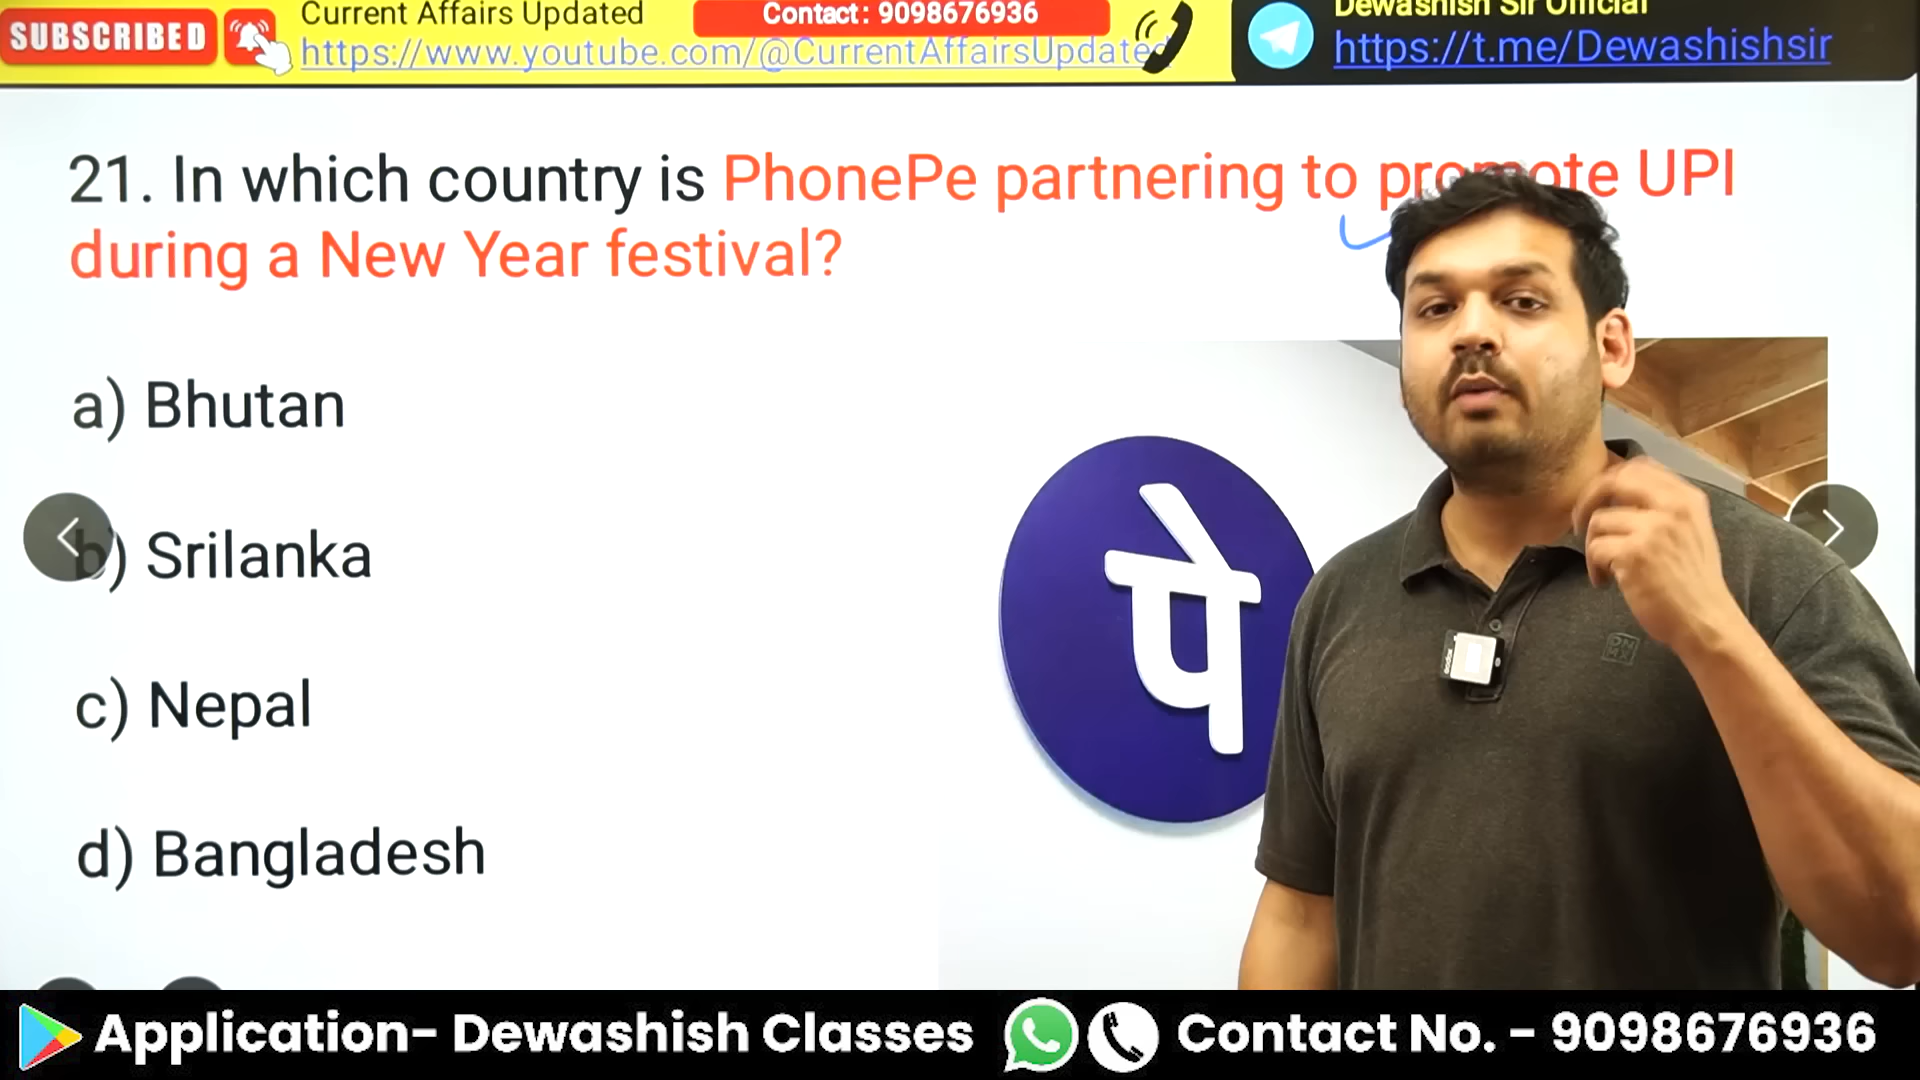 SUBSCRIBED
Current Affairs Updated
https://www.youtube.com/@CurrentAffairsUpdated
Contact: 9098676936
Dewashish Sir Official
https://t.me/Dewashishsir
21. In which country is PhonePe partnering to promote UPI
during a New Year festival?
a) Bhutan
b) Srilanka
c) Nepal
d) Bangladesh
पे
Application- Dewashish Classes
Contact No. - 9098676936